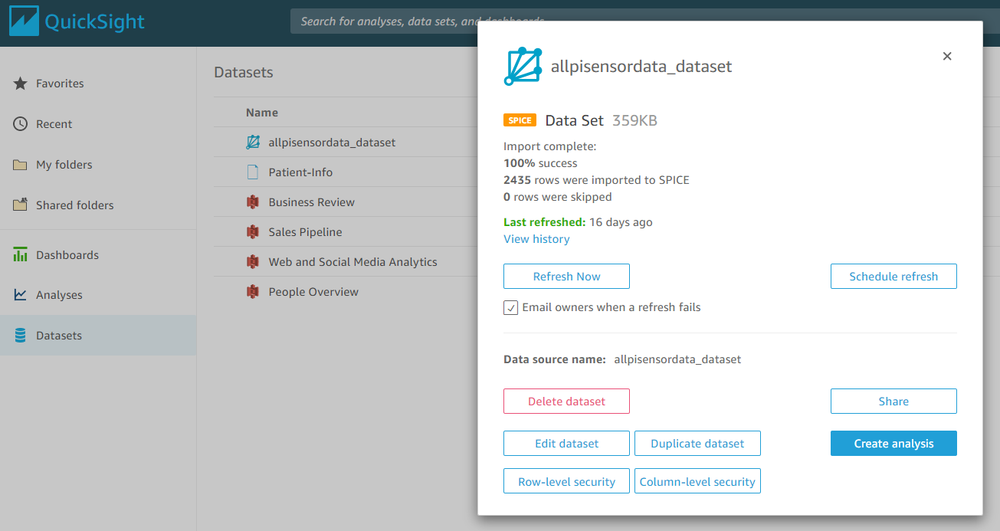 QuickSight
Search for analyses, data sets, and dashboards
Favorites
Recent
My folders
Shared folders
Dashboards
Analyses
Datasets
Datasets
Name
allpisensordata_dataset
Patient-Info
Business Review
Sales Pipeline
Web and Social Media Analytics
People Overview
allpisensordata_dataset
SPICE Data Set 359KB
Import complete:
100% success
2435 rows were imported to SPICE
0 rows were skipped
Last refreshed: 16 days ago
View history
Refresh Now Schedule refresh
Email owners when a refresh fails
Data source name: allpisensordata_dataset
Delete dataset Share
Edit dataset Duplicate dataset Create analysis
Row-level security Column-level security